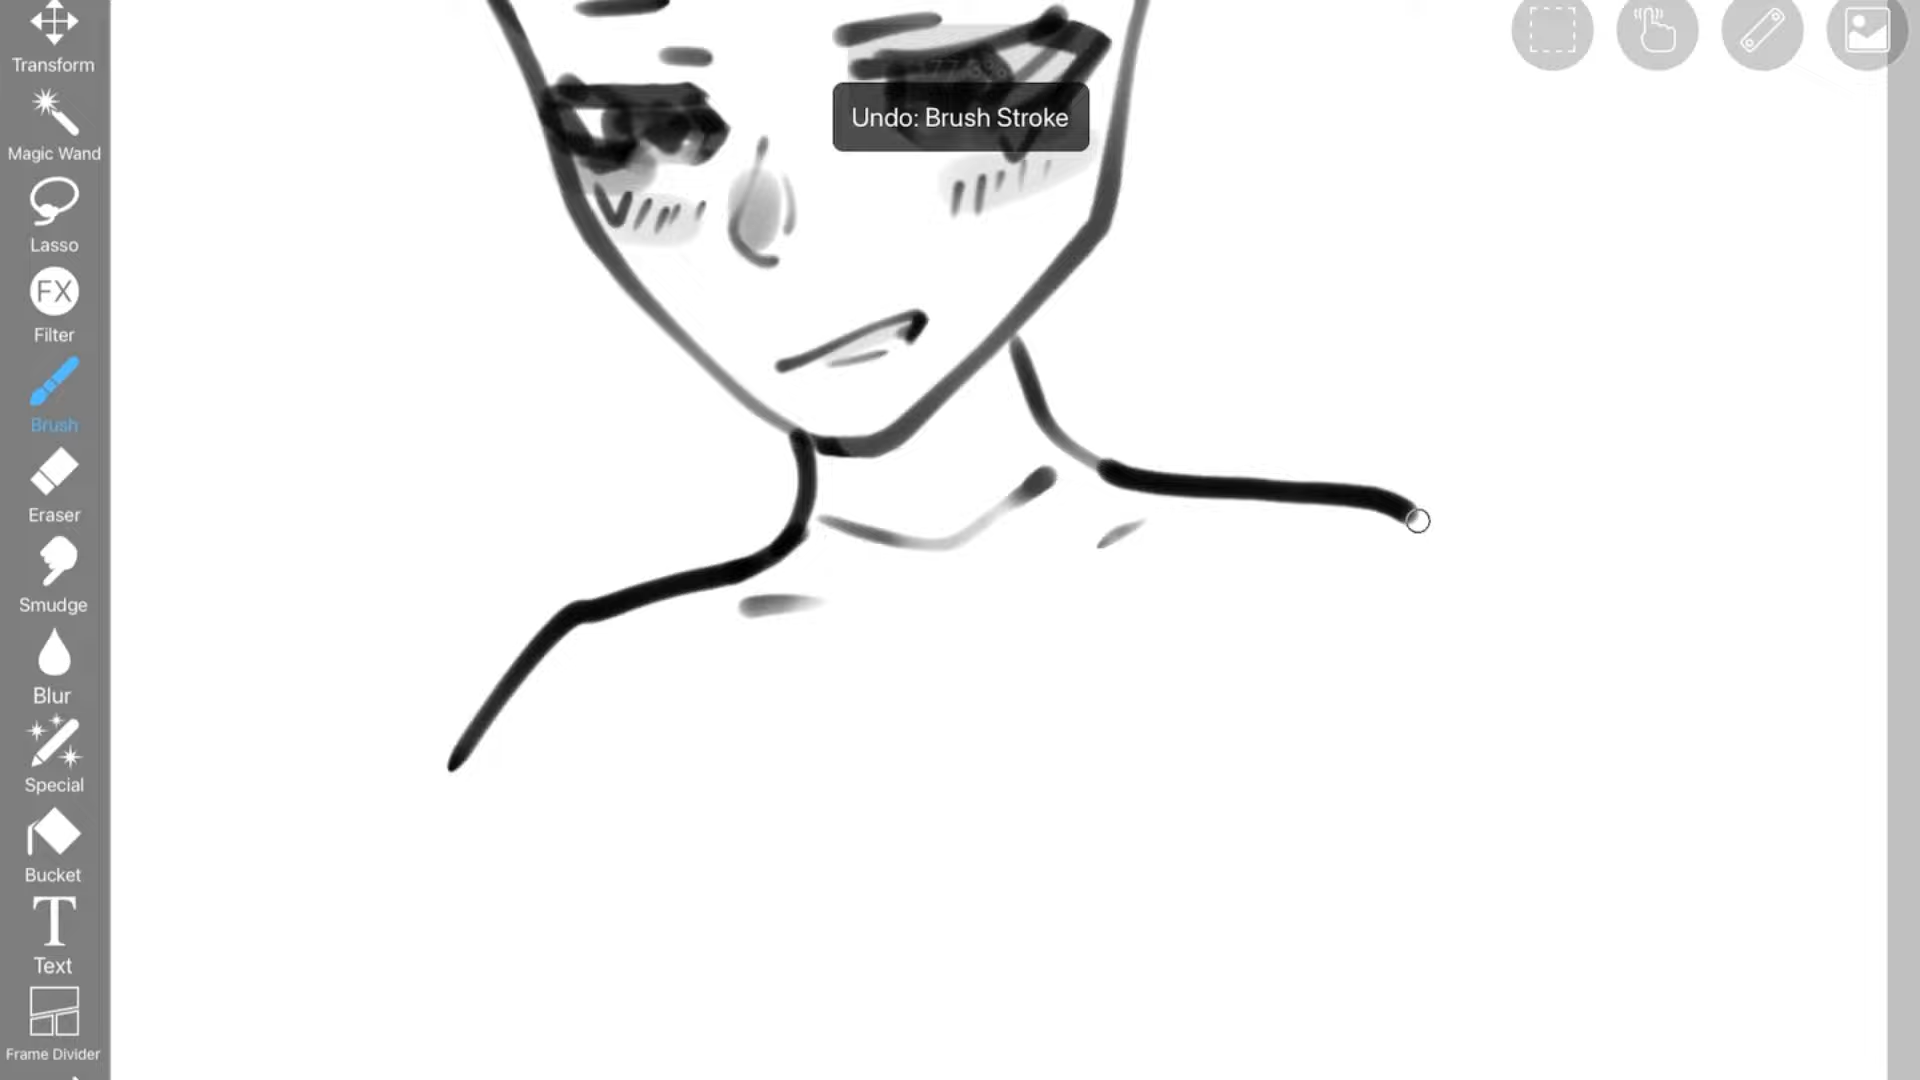 Transform
Magic Wand
Lasso
FX
Filter
Brush
Eraser
Smudge
Blur
Special
Bucket
T
Text
Frame Divider
Undo: Brush Stroke